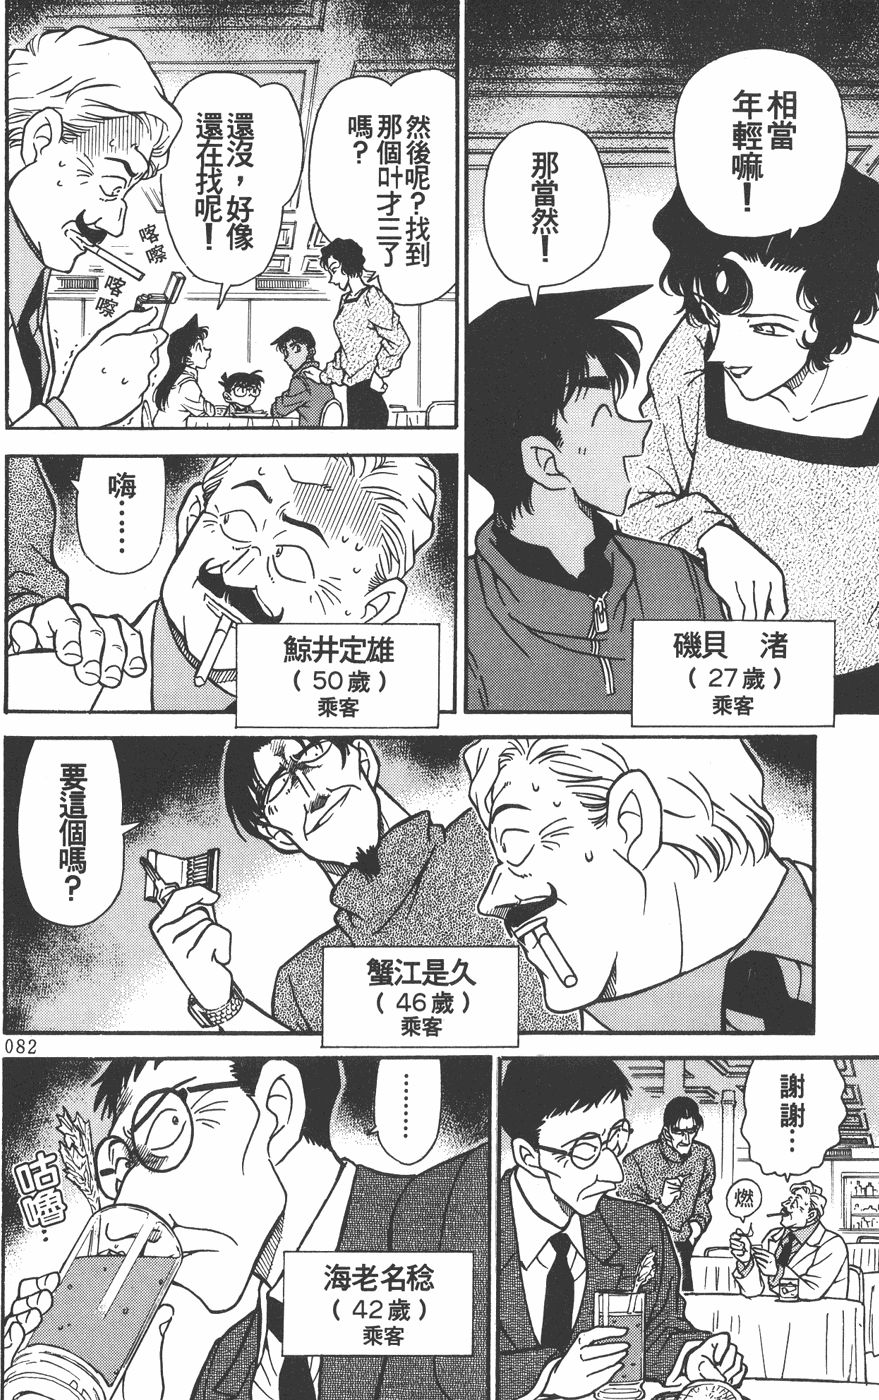 相當
年輕嘛！
那當然！
磯貝　渚
（27歲）
乘客
然後呢？找到
那個叶才三了
嗎？
還沒，好像
還在找呢！
喀嚓
喀嚓
嗨……
鯨井定雄
（50歲）
乘客
要這個嗎？
蟹江是久
（46歲）
乘客
082
謝謝…
燃
……
咕嚕…
海老名稔
（42歲）
乘客